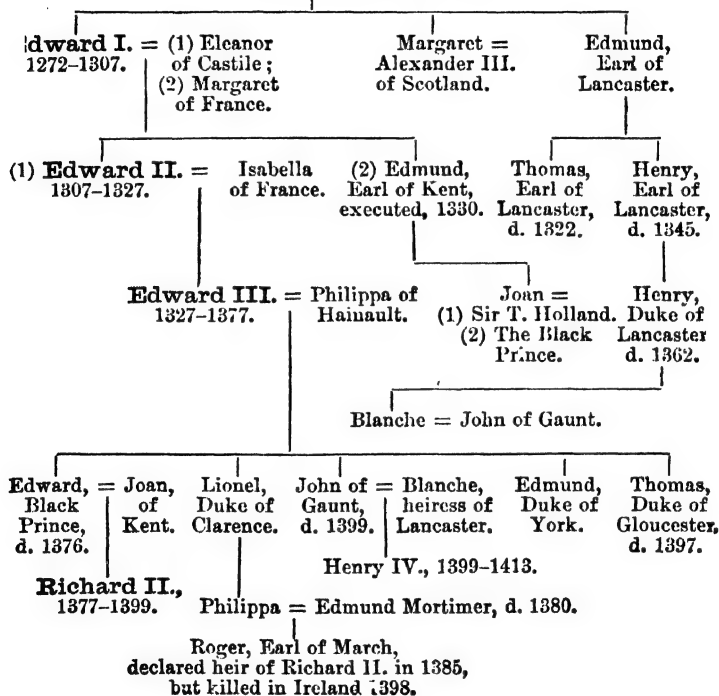 dward I. = (1) Eleanor
1272–1307. of Castile ;
(2) Margaret
of France.
Margaret =
Alexander III.
of Scotland.
Edmund,
Earl of
Lancaster.
(1) Edward II. =
1307–1327.
Isabella
of France.
(2) Edmund,
Earl of Kent,
executed, 1330.
Thomas,
Earl of
Lancaster,
d. 1322.
Henry,
Earl of
Lancaster,
d. 1345.
Edward III. = Philippa of
1327–1377. Hainault.
Joan =
(1) Sir T. Holland.
(2) The Black
Prince.
Henry,
Duke of
Lancaster
d. 1362.
Blanche = John of Gaunt.
Edward, =
Black
Prince,
d. 1376.
Joan,
of
Kent.
Lionel,
Duke of
Clarence.
John of =
Gaunt,
d. 1399.
Blanche,
heiress of
Lancaster.
Edmund,
Duke of
York.
Thomas,
Duke of
Gloucester,
d. 1397.
Henry IV., 1399–1413.
Richard II.,
1377–1399.
Philippa = Edmund Mortimer, d. 1380.
Roger, Earl of March,
declared heir of Richard II. in 1385,
but killed in Ireland 1398.